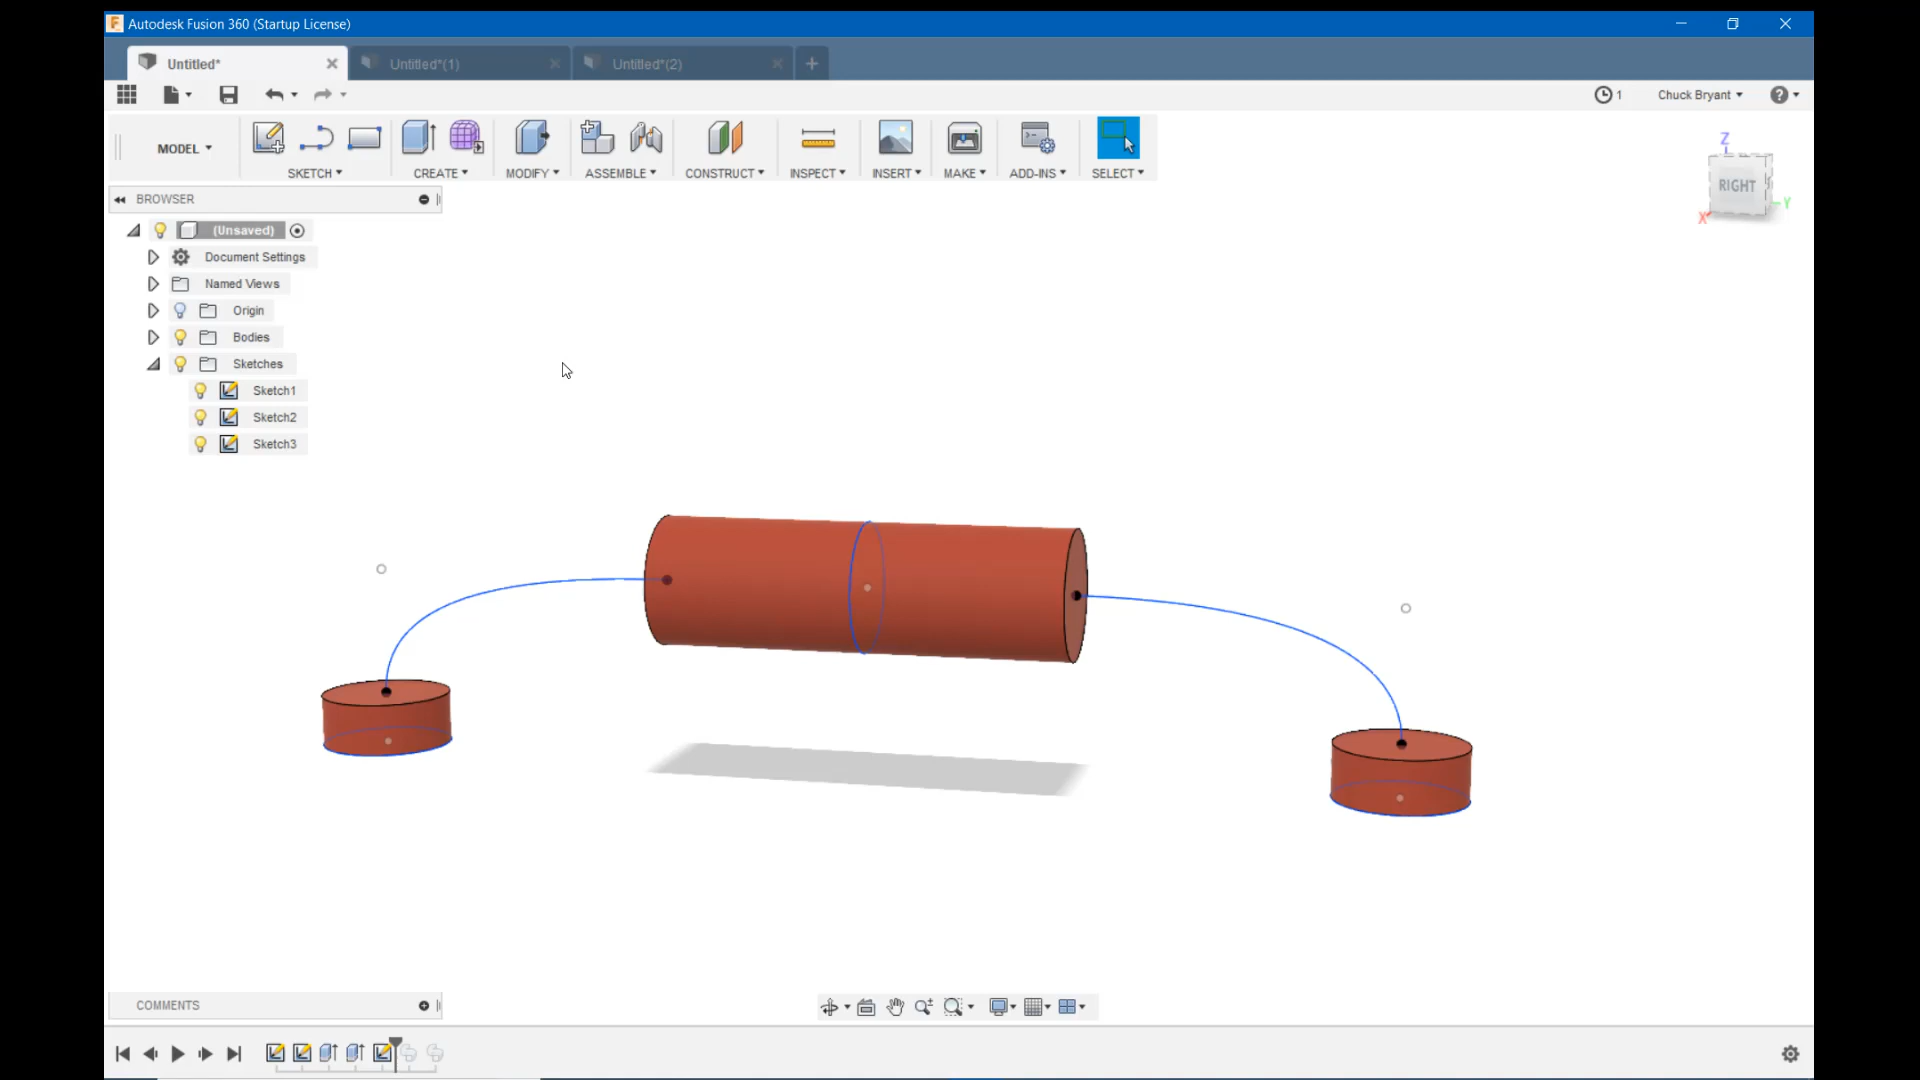 Autodesk Fusion 360 (Startup License)
Untitled*
Untitled*(1)
Untitled*(2)
1
Chuck Bryant
MODEL
SKETCH
CREATE
MODIFY
ASSEMBLE
CONSTRUCT
INSPECT
INSERT
MAKE
ADD-INS
SELECT
Z
RIGHT
X
Y
BROWSER
(Unsaved)
Document Settings
Named Views
Origin
Bodies
Sketches
Sketch1
Sketch2
Sketch3
COMMENTS